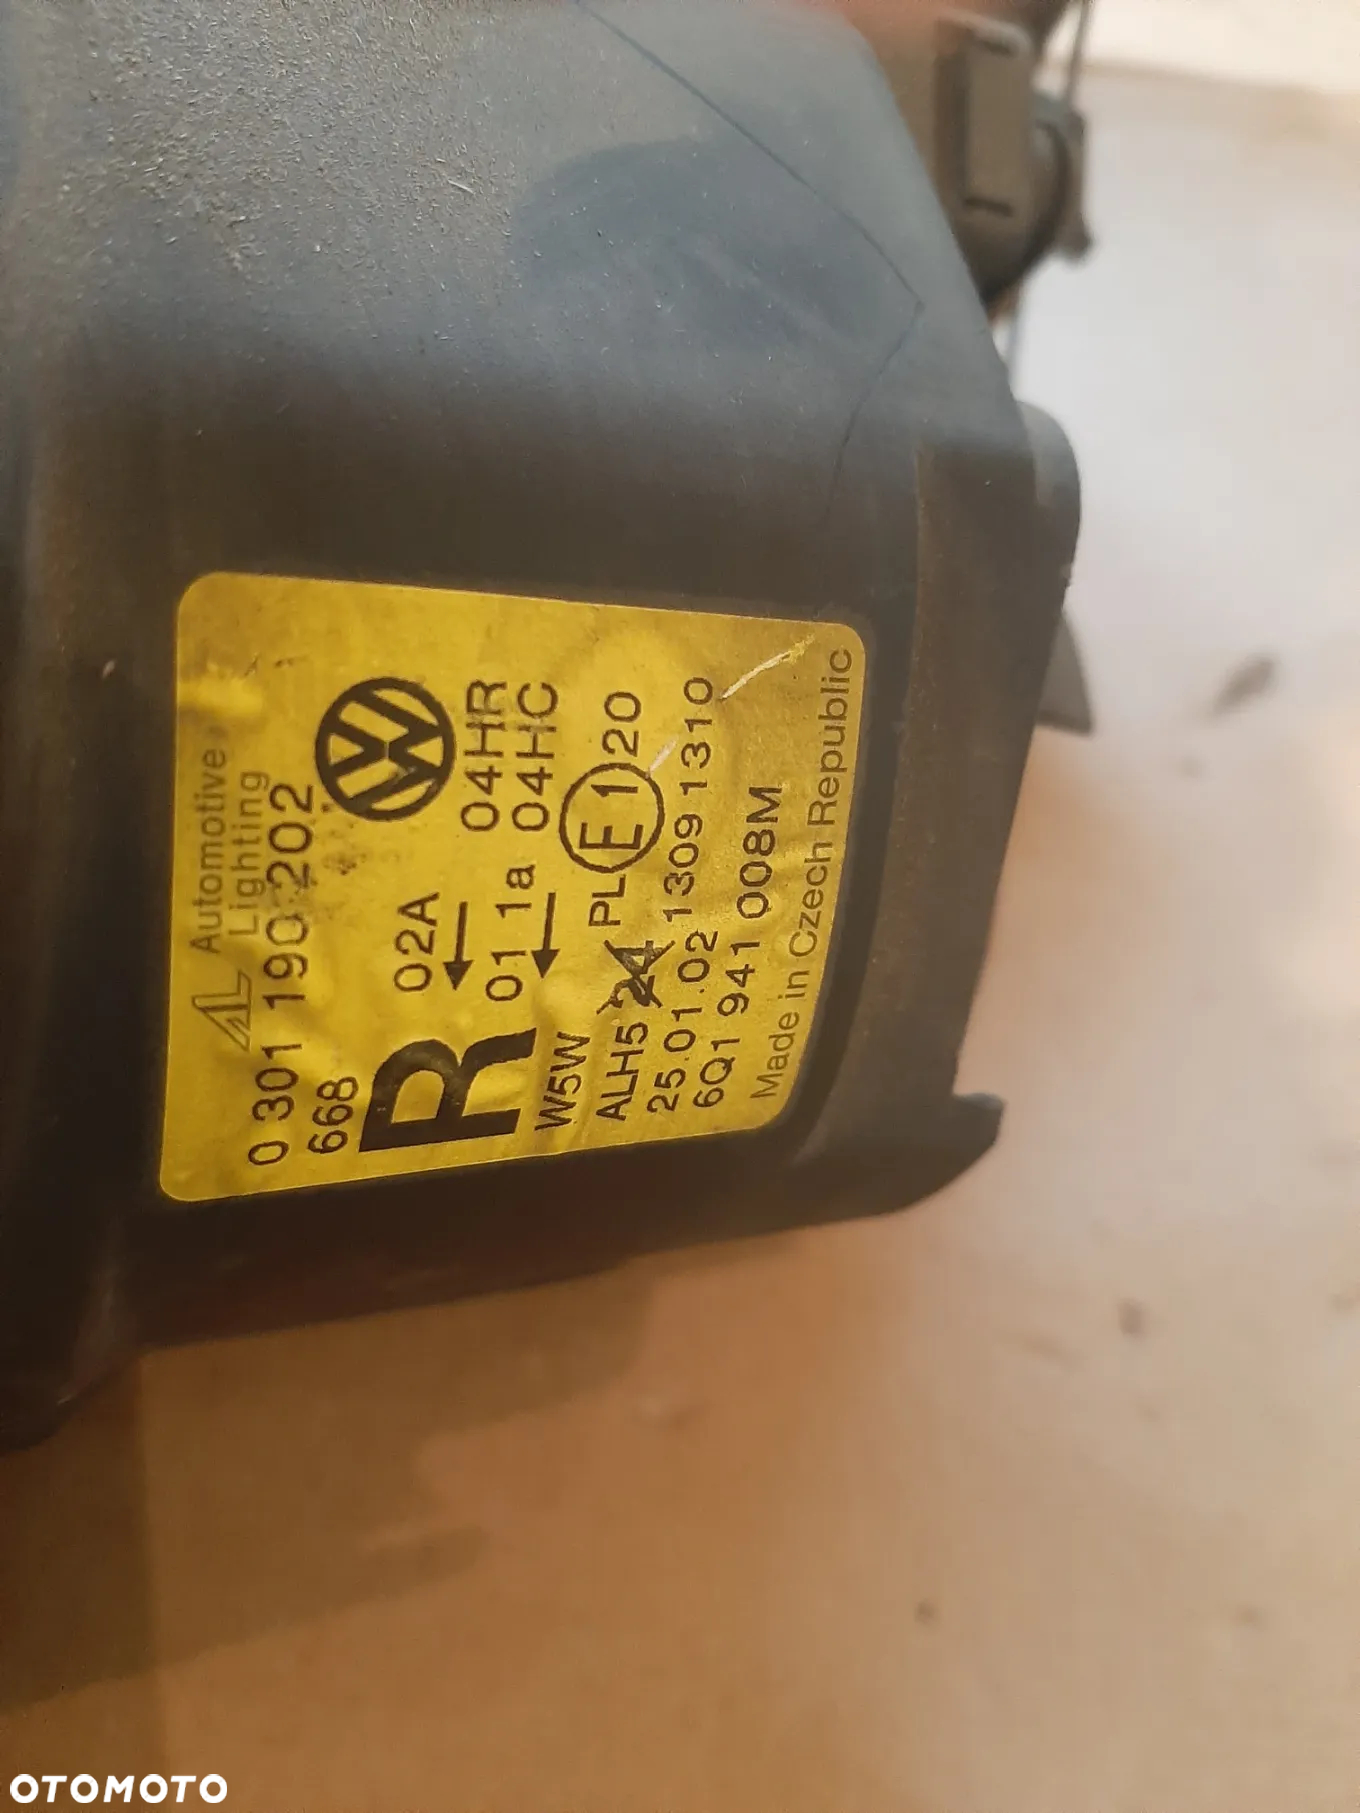 Automotive
Lighting
0 301 190 202
668
R
02A
04HR
01 1a
04HC
W5W
PL E1 20
ALH5 24
25.01.02 1309 1310
6Q1 941 008M
Made in Czech Republic
OTOMOTO